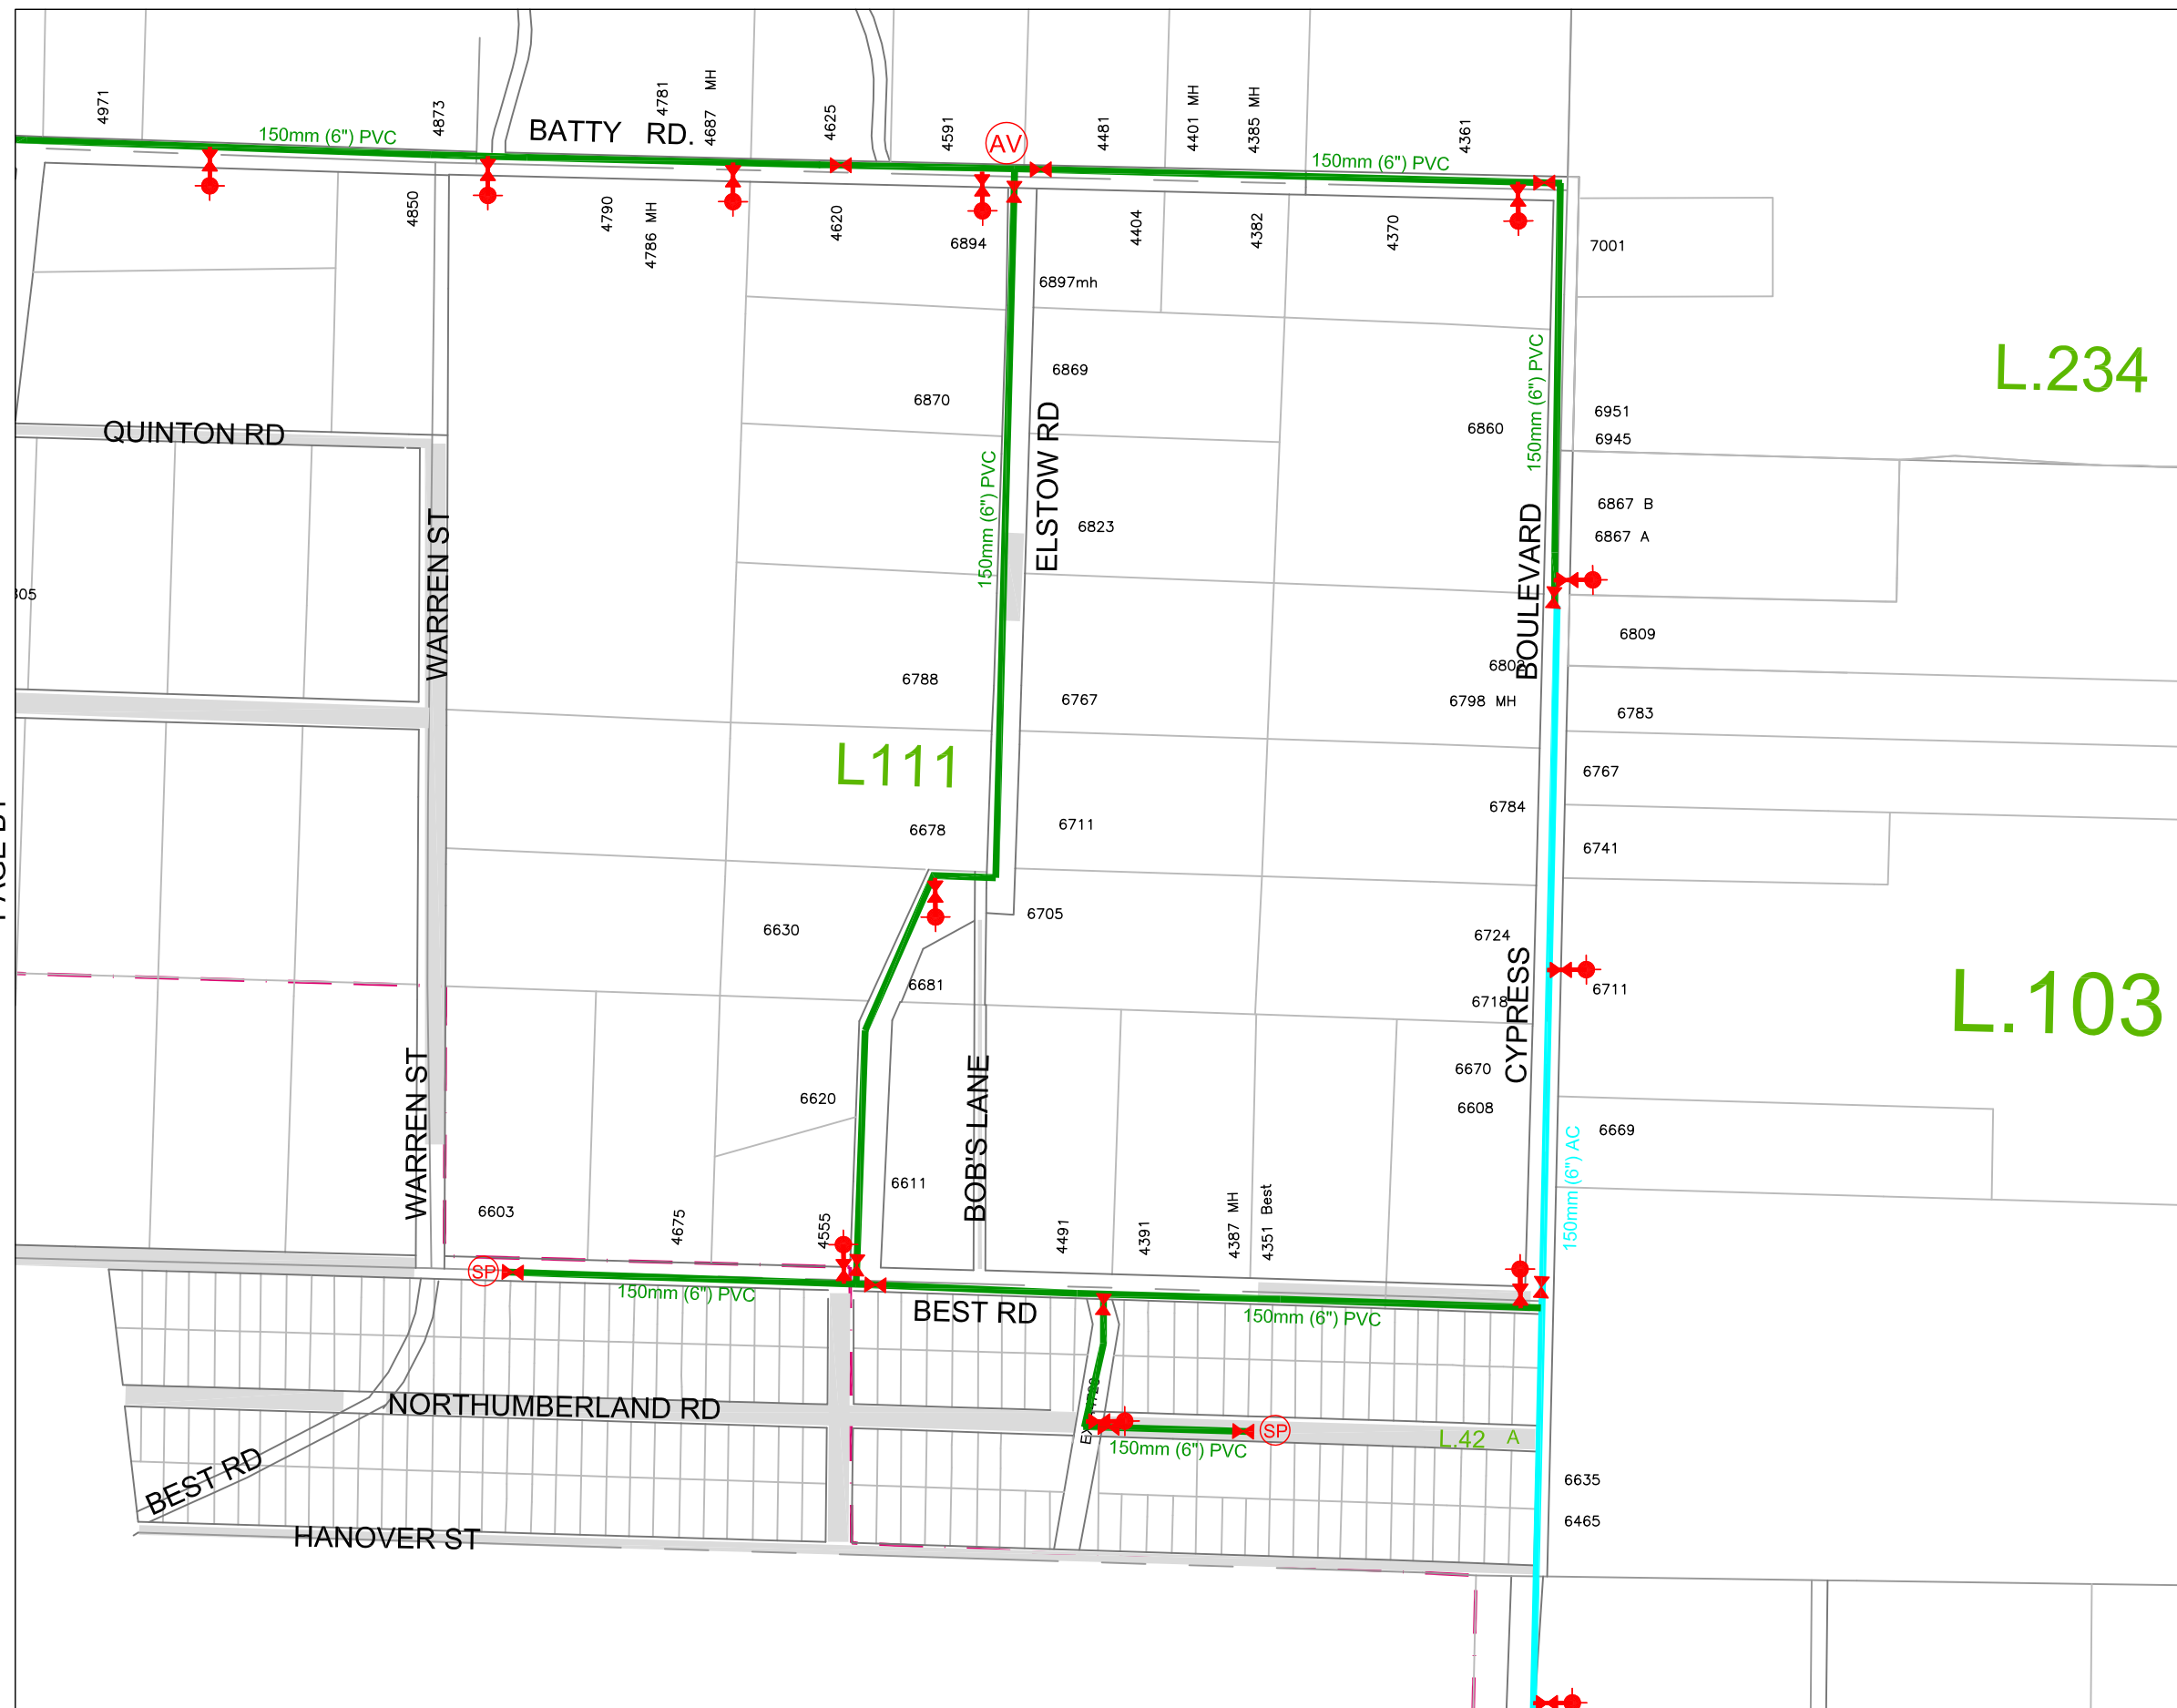 4971
4873
4781
4687 MH
4625
4591
4481
4401 MH
4385 MH
4361
150mm (6") PVC
BATTY RD.
AV
150mm (6") PVC
4850
4790
4786 MH
4620
6894
4404
4382
4370
7001
6897mh
L.234
6869
6870
6860
150mm (6") PVC
6951
6945
QUINTON RD
ELSTOW RD
150mm (6") PVC
6823
BOULEVARD
6867 B
6867 A
WARREN ST
6809
6788
6767
6802
6798 MH
6783
L111
6767
6784
6678
6711
6741
6630
6705
6724
6681
6718
CYPRESS
6711
L.103
6670
6608
6620
WARREN ST
BOB'S LANE
150mm (6") AC
6669
6603
4675
4555
6611
4491
4391
4387 MH
4351 Best
SP
150mm (6") PVC
BEST RD
150mm (6") PVC
NORTHUMBERLAND RD
SP
150mm (6") PVC
L.42 A
BEST RD
6635
6465
HANOVER ST